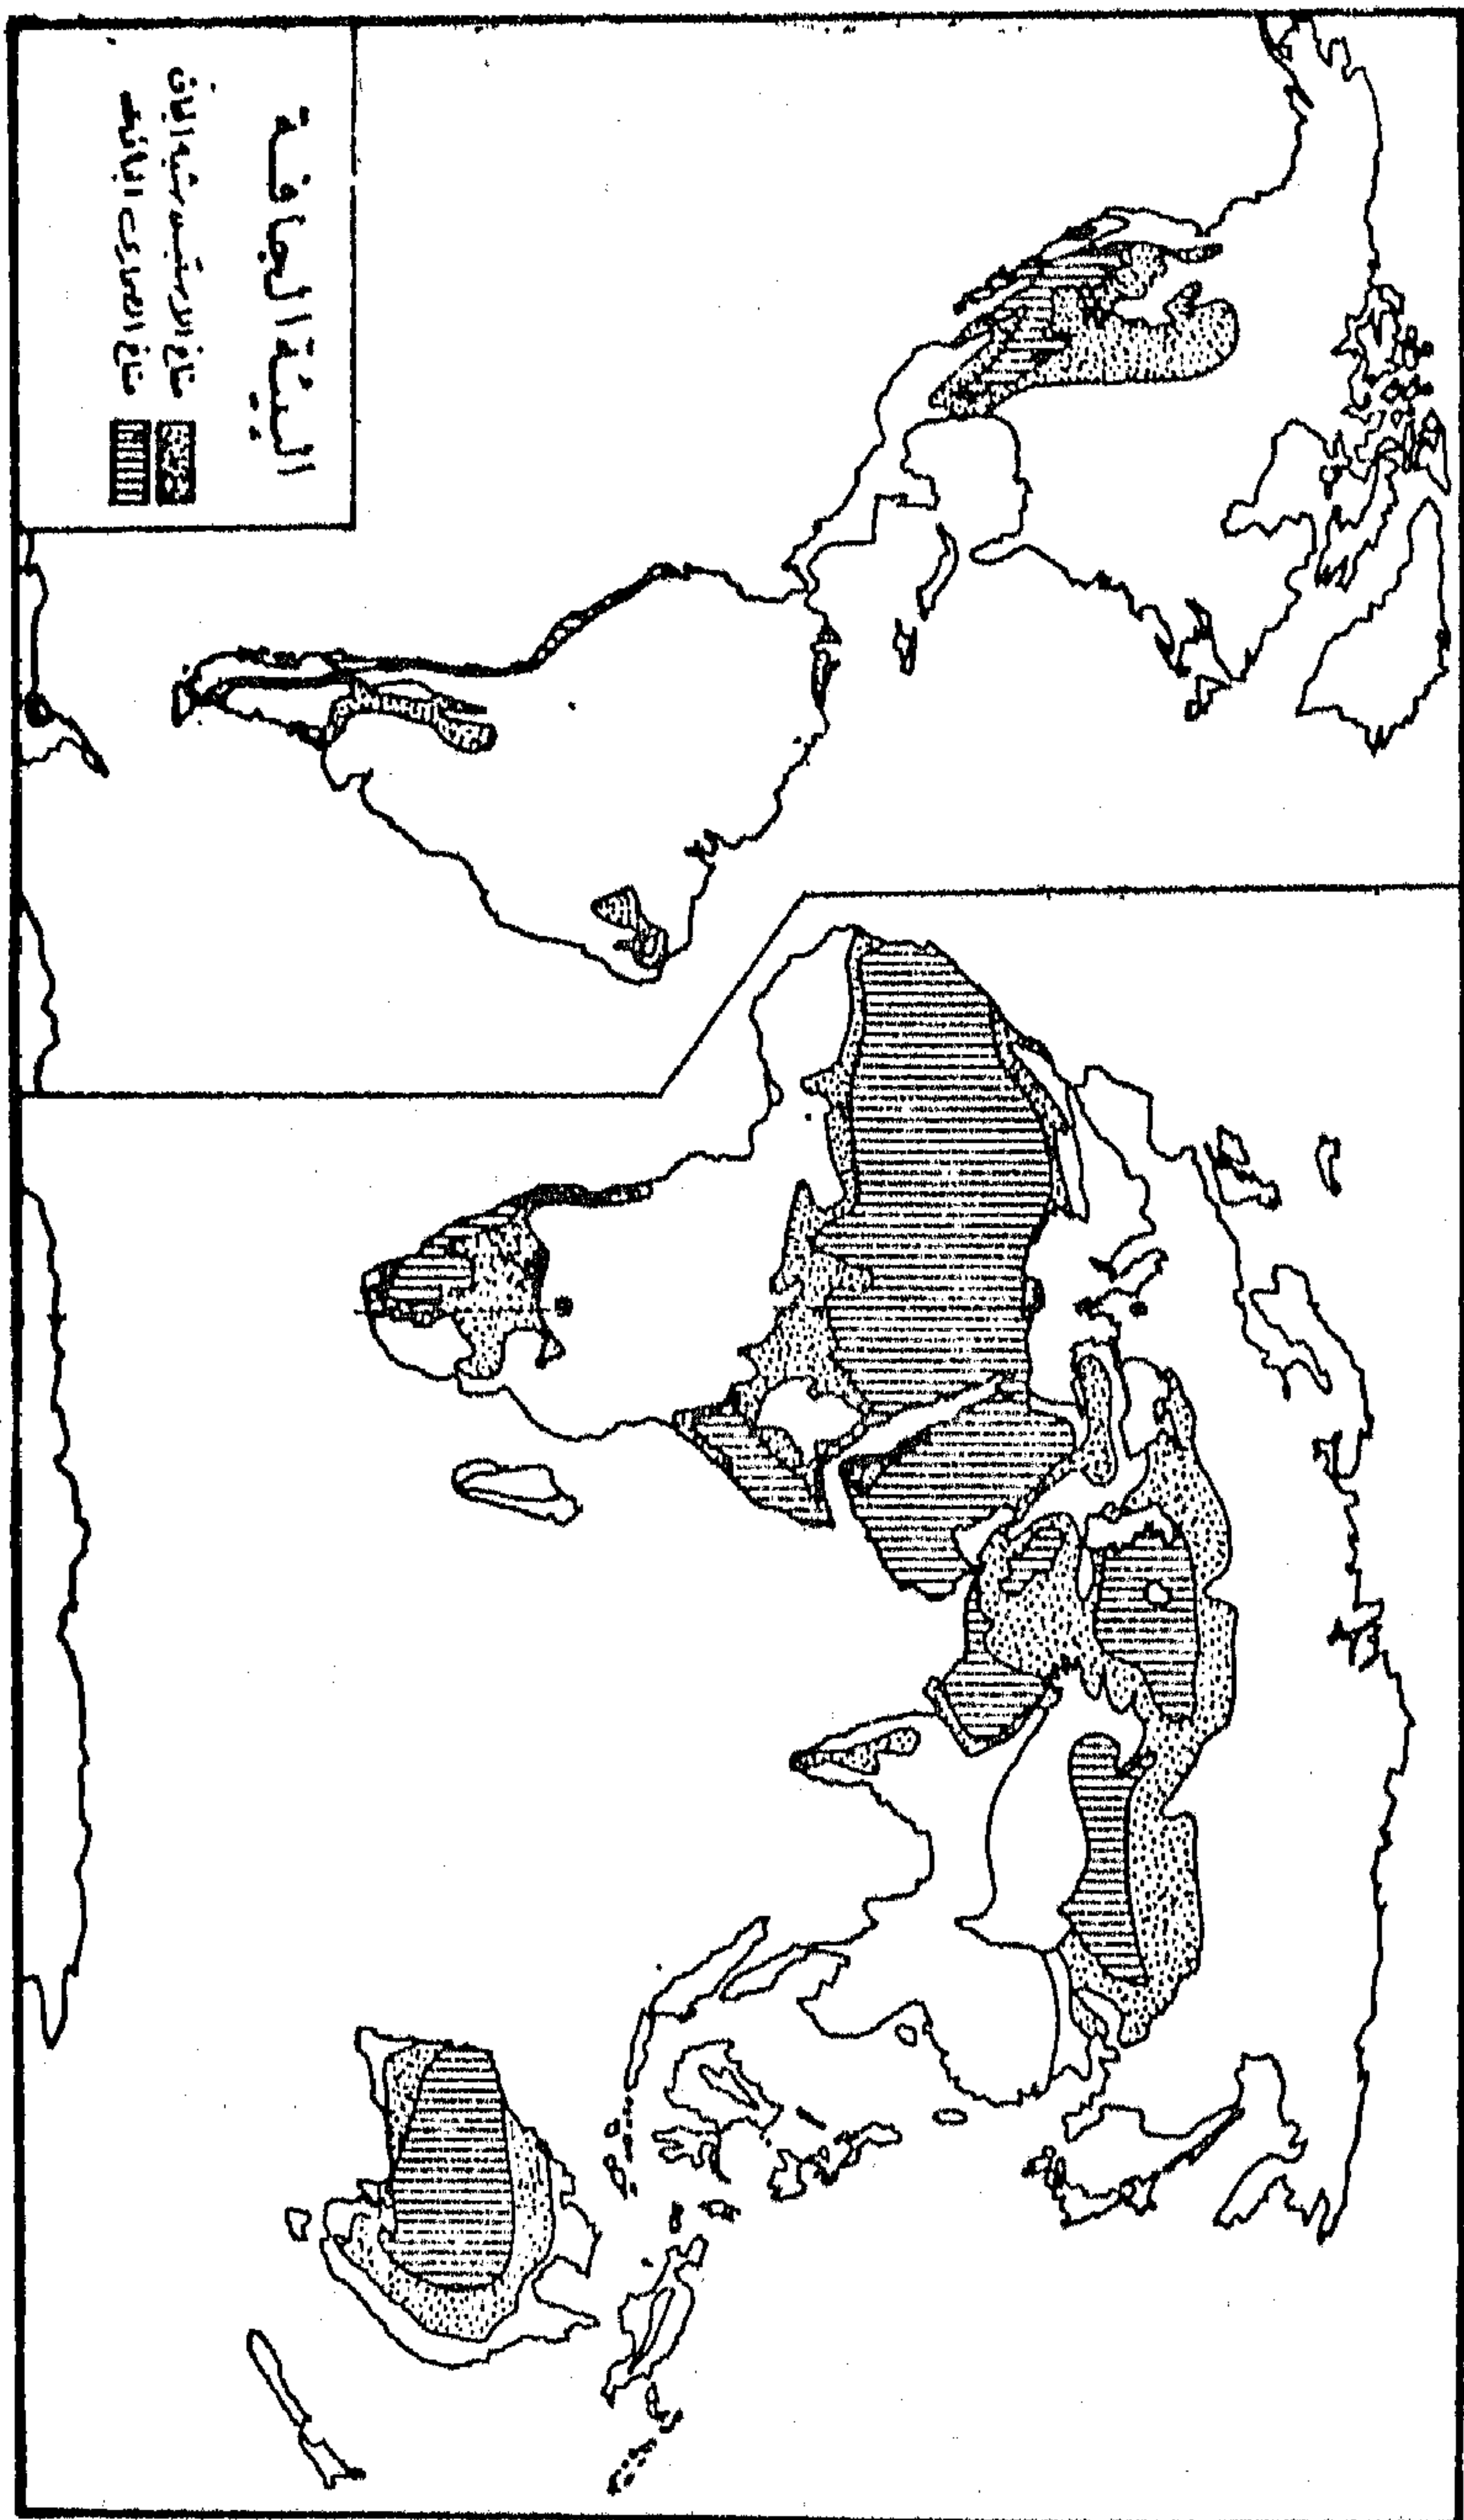 البيئة الجافة
مناخ الاستبس شبه الجاف
مناخ الصحارى الجافة